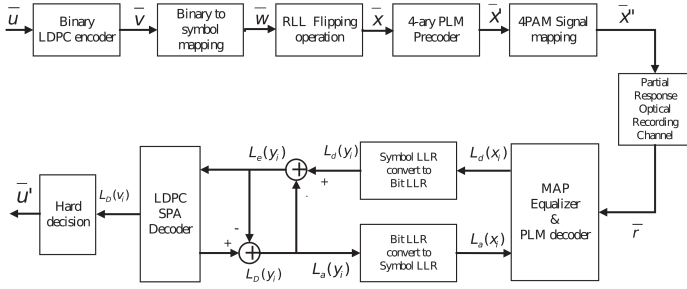 u̅ Binary LDPC encoder v̅ Binary to symbol mapping w̅ RLL Flipping operation x̅ 4-ary PLM Precoder x̅' 4PAM Signal mapping x̅''
Partial
Response
Optical
Recording
Channel
r̅
MAP
Equalizer
&
PLM decoder
L_d(x_i)
Symbol LLR
convert to
Bit LLR
L_d(y_i)
+
L_e(y_i)
L_a(x_i)
Bit LLR
convert to
Symbol LLR
L_a(y_i)
L_D(y_i)
+
-
LDPC
SPA
Decoder
L_D(v_i)
Hard
decision
u̅'